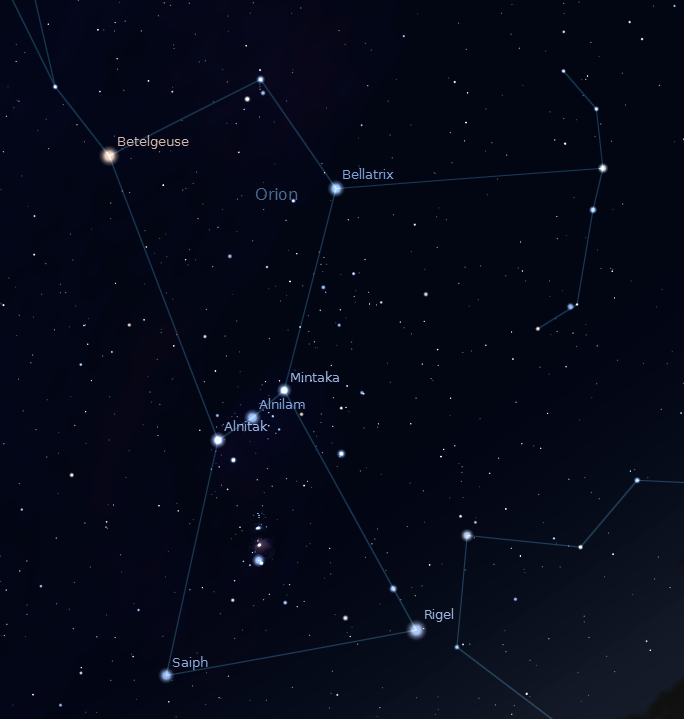 Betelgeuse
Bellatrix
Orion
Mintaka
Alnilam
Alnitak
Rigel
Saiph